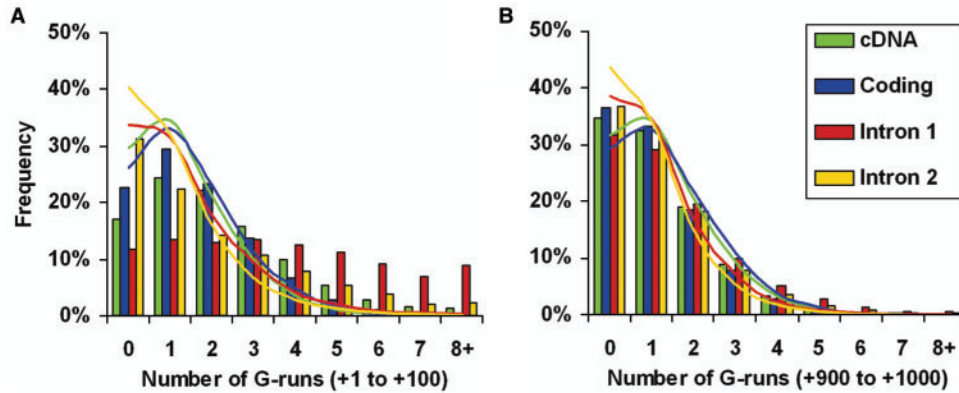 A
50%
40%
30%
20%
10%
0%
Frequency
0 1 2 3 4 5 6 7 8+
Number of G-runs (+1 to +100)
B
50%
40%
30%
20%
10%
0%
0 1 2 3 4 5 6 7 8+
Number of G-runs (+900 to +1000)
cDNA
Coding
Intron 1
Intron 2